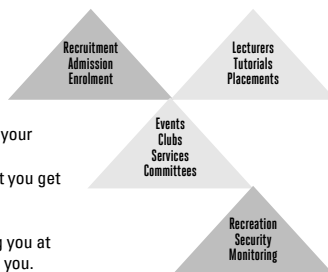 Recruitment
Admission
Enrolment
Lecturers
Tutorials
Placements
Events
Clubs
Services
Committees
your
t you get
Recreation
Security
Monitoring
g you at
you.